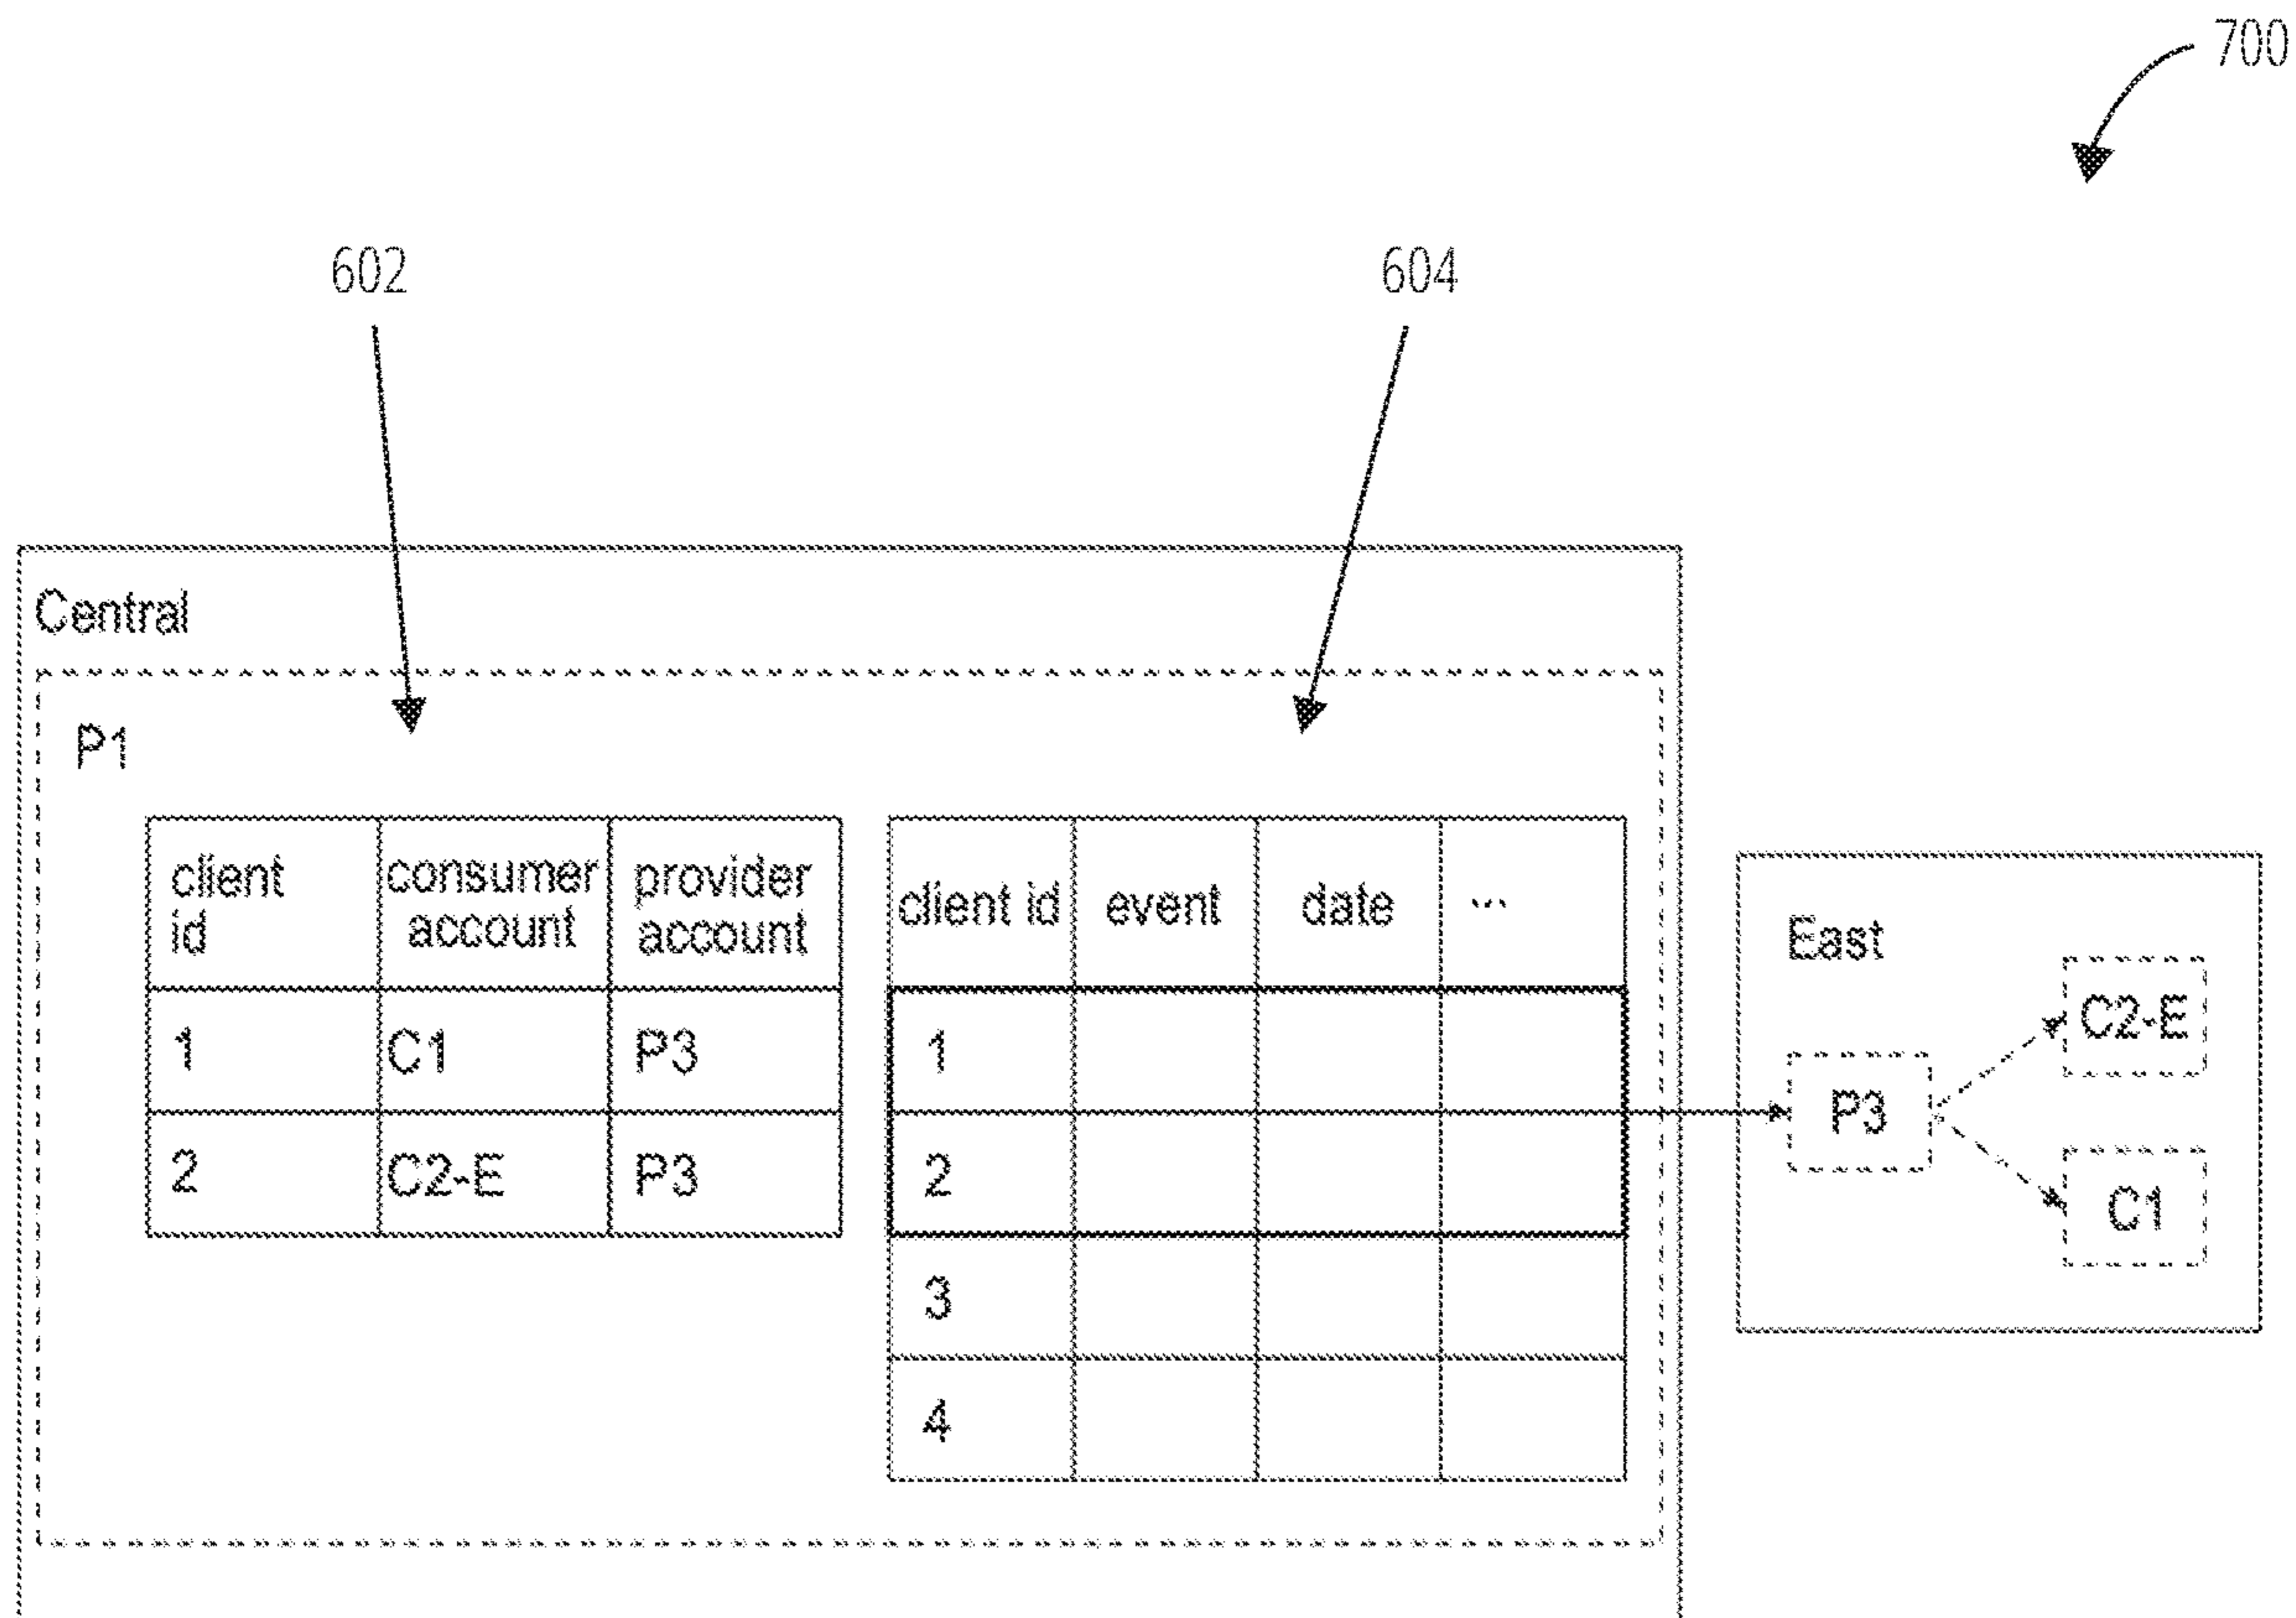 700
602
604
Central
P1
client id
consumer account
provider account
1
C1
P3
2
C2-E
P3
client id
event
date
...
1
2
3
4
East
C2-E
P3
C1